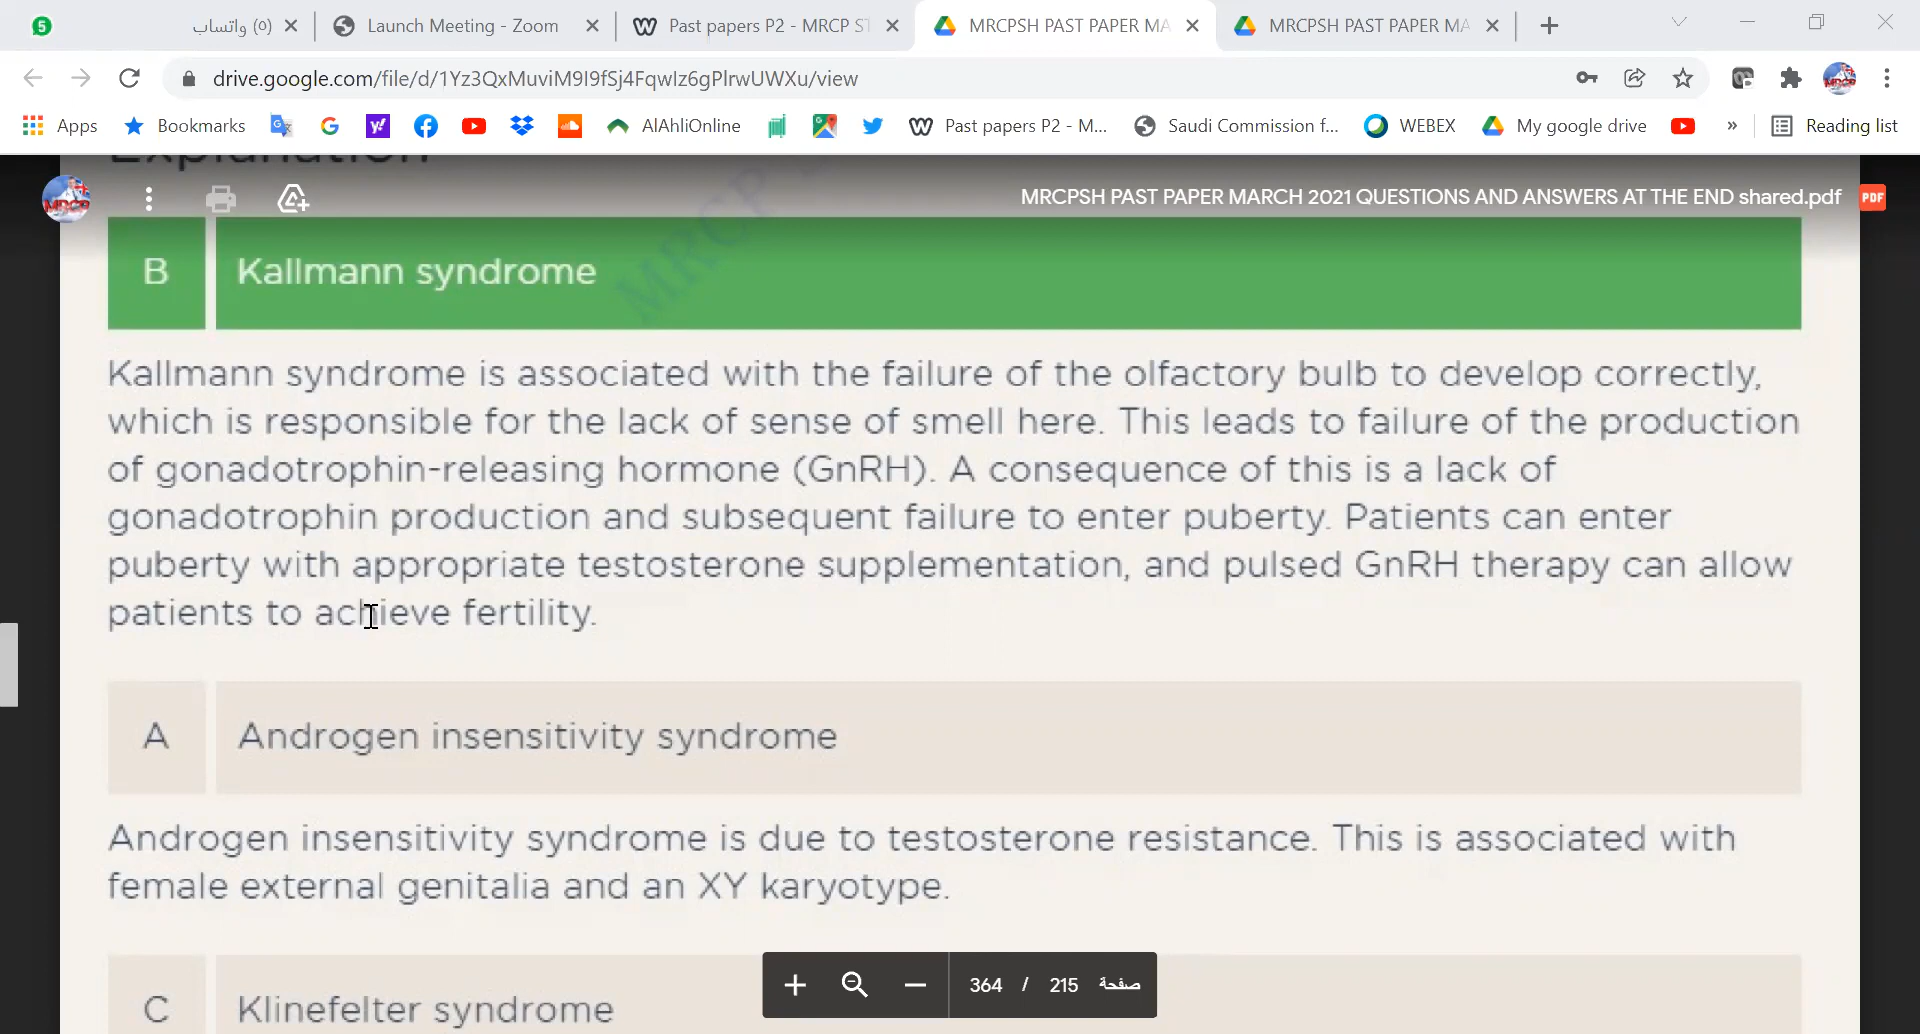 واتساب (٥)
Launch Meeting - Zoom
Past papers P2 - MRCP ST
MRCPSH PAST PAPER MA
MRCPSH PAST PAPER MA
drive.google.com/file/d/1Yz3QxMuviM9I9fSj4FqwIz6gPlrwUWXu/view
Apps
Bookmarks
AlAhliOnline
Past papers P2 - M...
Saudi Commission f...
WEBEX
My google drive
»
Reading list
Explanation
MRCP
MRCPSH PAST PAPER MARCH 2021 QUESTIONS AND ANSWERS AT THE END shared.pdf
PDF
B Kallmann syndrome
Kallmann syndrome is associated with the failure of the olfactory bulb to develop correctly,
which is responsible for the lack of sense of smell here. This leads to failure of the production
of gonadotrophin-releasing hormone (GnRH). A consequence of this is a lack of
gonadotrophin production and subsequent failure to enter puberty. Patients can enter
puberty with appropriate testosterone supplementation, and pulsed GnRH therapy can allow
patients to achieve fertility.
A Androgen insensitivity syndrome
Androgen insensitivity syndrome is due to testosterone resistance. This is associated with
female external genitalia and an XY karyotype.
C Klinefelter syndrome
صفحة 215 / 364